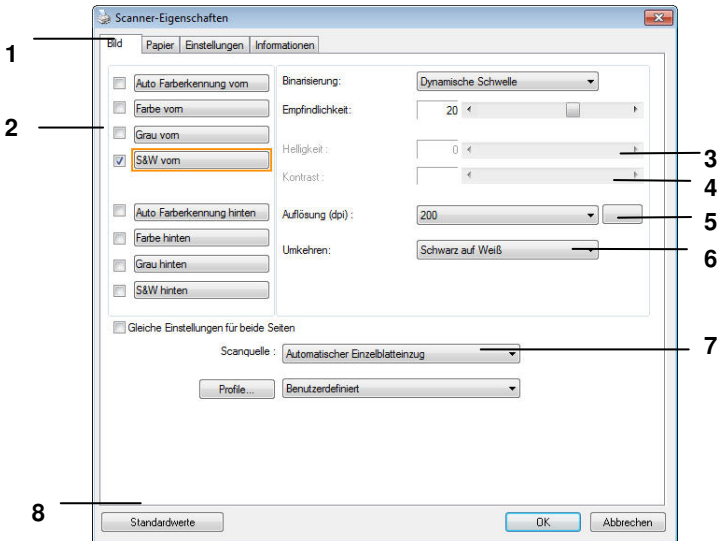 Scanner-Eigenschaften
1
Bild Papier Einstellungen Informationen
Auto Farberkennung vorn
Binarisierung: Dynamische Schwelle
Farbe vorn
Empfindlichkeit: 20
2
Grau vorn
Helligkeit : 0
3
S&W vorn
Kontrast :
4
Auto Farberkennung hinten
Auflösung (dpi) : 200
5
Farbe hinten
Umkehren: Schwarz auf Weiß
6
Grau hinten
S&W hinten
Gleiche Einstellungen für beide Seiten
Scanquelle : Automatischer Einzelblatteinzug
7
Profile... Benutzerdefiniert
8
Standardwerte OK Abbrechen